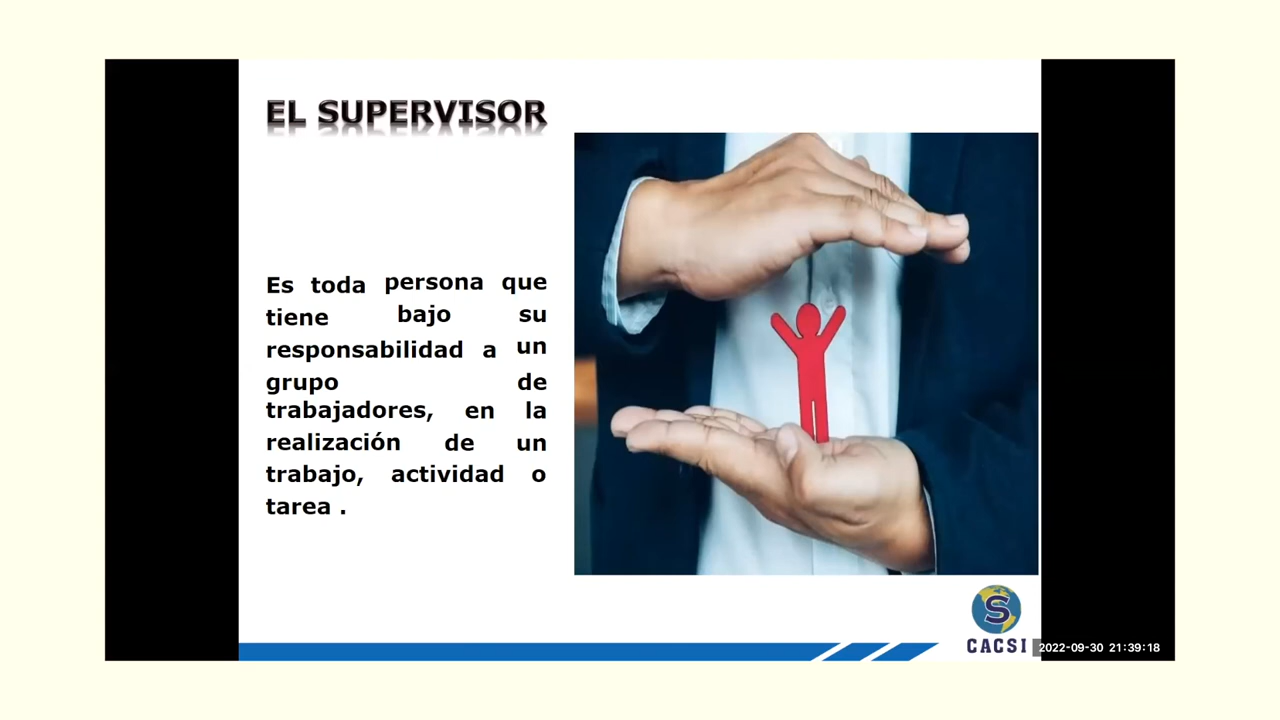 EL SUPERVISOR
Es toda persona que
tiene bajo su
responsabilidad a un
grupo de
trabajadores, en la
realización de un
trabajo, actividad o
tarea .
S
CACSI
2022-09-30 21:39:18